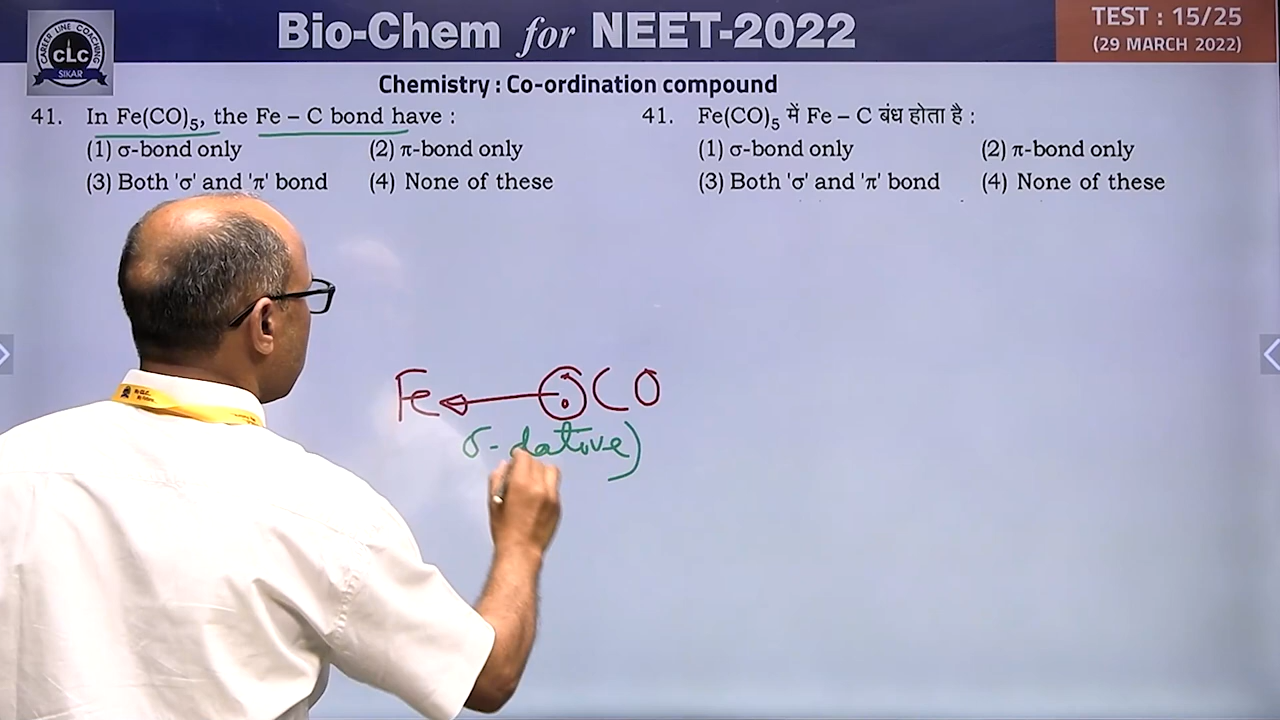 CAREER LINE COACHING
CLC
SIKAR
Bio-Chem for NEET-2022
TEST : 15/25
(29 MARCH 2022)
Chemistry : Co-ordination compound
41. In Fe(CO)₅, the Fe – C bond have :
(1) σ-bond only (2) π-bond only
(3) Both 'σ' and 'π' bond (4) None of these
41. Fe(CO)₅ में Fe – C बंध होता है :
(1) σ-bond only (2) π-bond only
(3) Both 'σ' and 'π' bond (4) None of these
Fe CO
σ-dative)